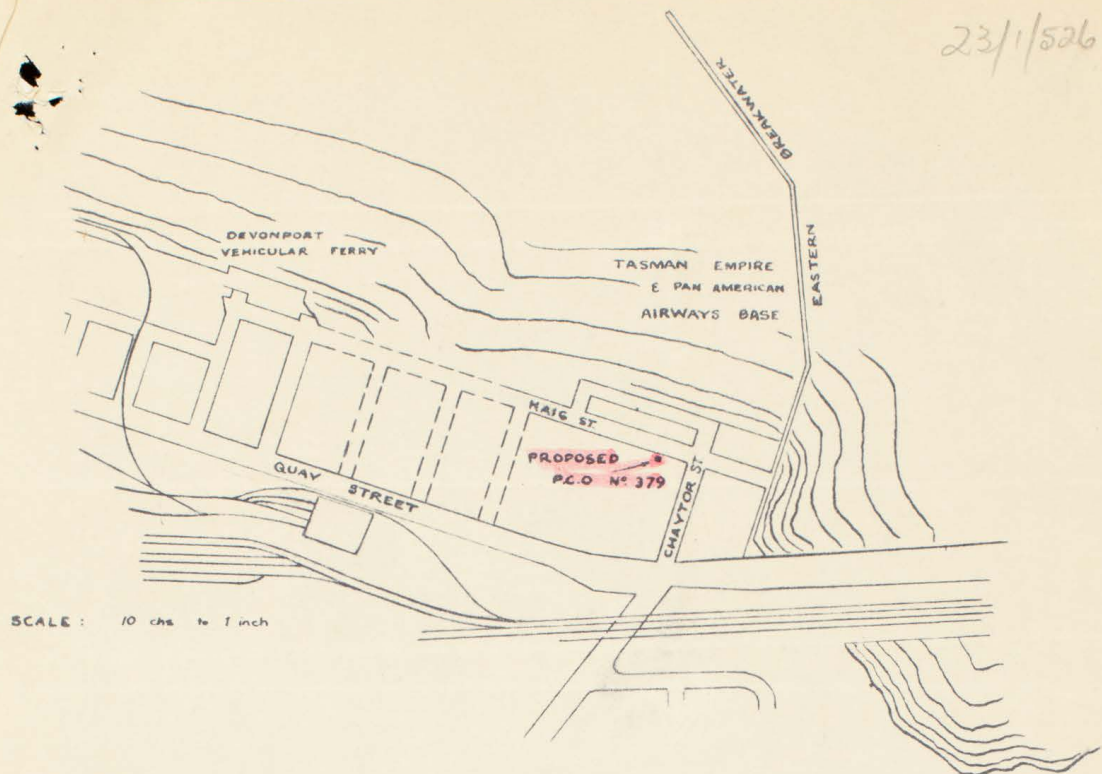 23/1/526
BREAKWATER
EASTERN
DEVONPORT
VEHICULAR FERRY
TASMAN EMPIRE
& PAN AMERICAN
AIRWAYS BASE
HAIG ST.
PROPOSED
P.C.O Nº 379
CHAYTOR ST.
QUAY STREET
SCALE : 10 chs to 1 inch